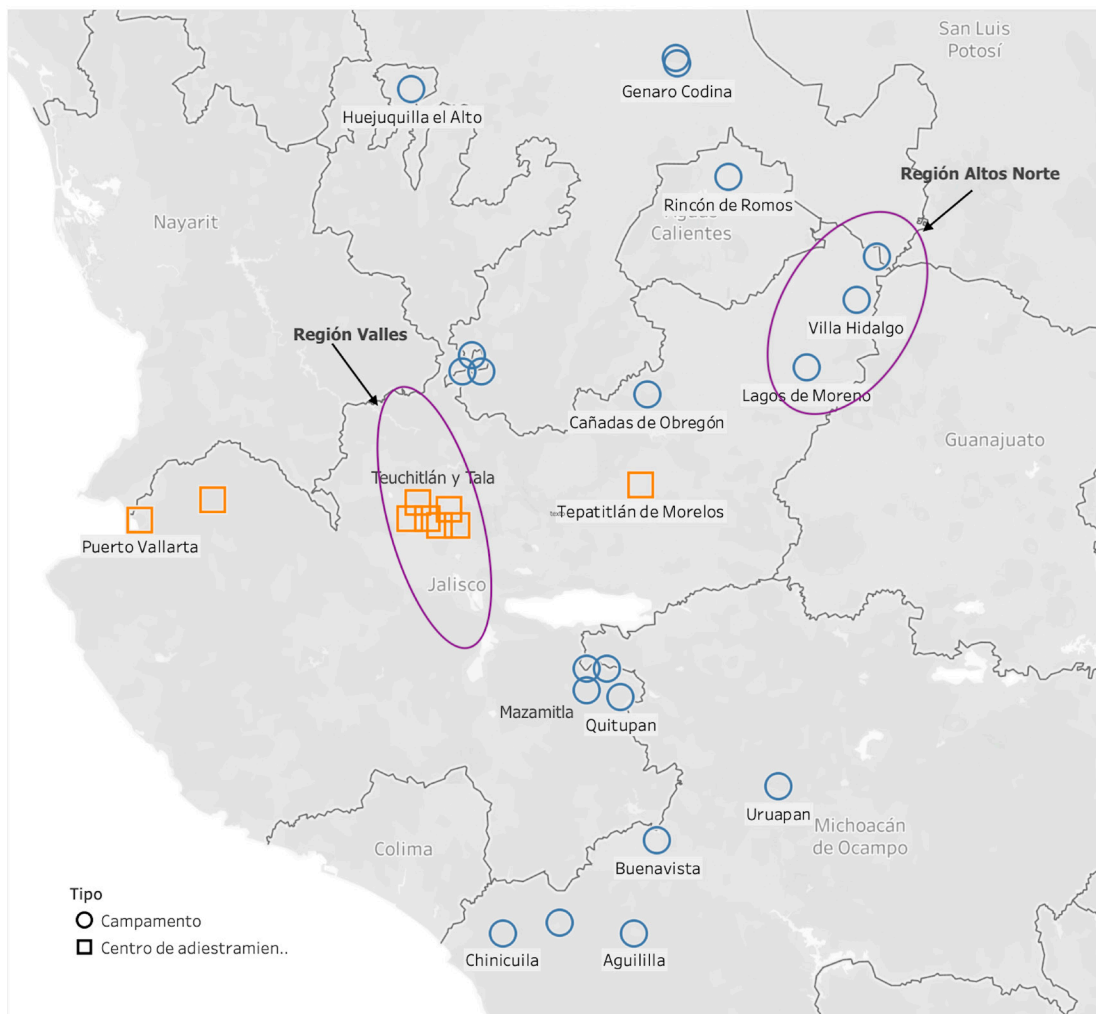 San Luis
Potosí
Genaro Codina
Huejuquilla el Alto
Región Altos Norte
Rincón de Romos
Nayarit
Aguas
Calientes
Región Valles
Villa Hidalgo
Lagos de Moreno
Cañadas de Obregón
Guanajuato
Teuchitlán y Tala
Tepatitlán de Morelos
Puerto Vallarta
Jalisco
Mazamitla
Quitupan
Uruapan
Michoacán
de Ocampo
Colima
Buenavista
Tipo
Campamento
Centro de adiestramien..
Chinicuila
Aguililla